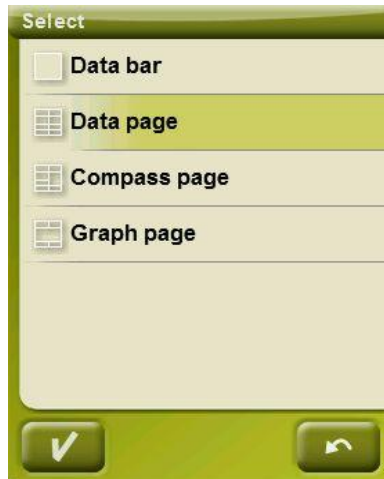 Select
Data bar
Data page
Compass page
Graph page